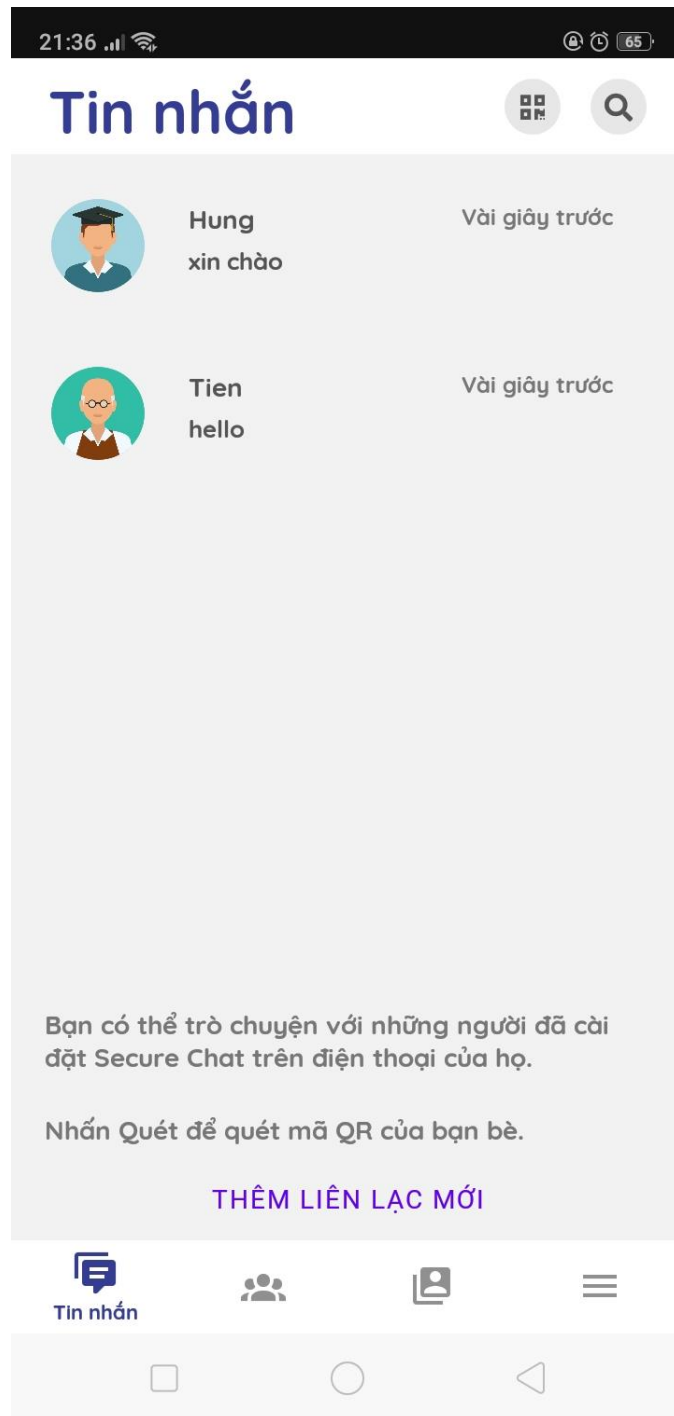 21:36
65
Tin nhắn
Hung
Vài giây trước
xin chào
Tien
Vài giây trước
hello
Bạn có thể trò chuyện với những người đã cài
đặt Secure Chat trên điện thoại của họ.
Nhấn Quét để quét mã QR của bạn bè.
THÊM LIÊN LẠC MỚI
Tin nhắn